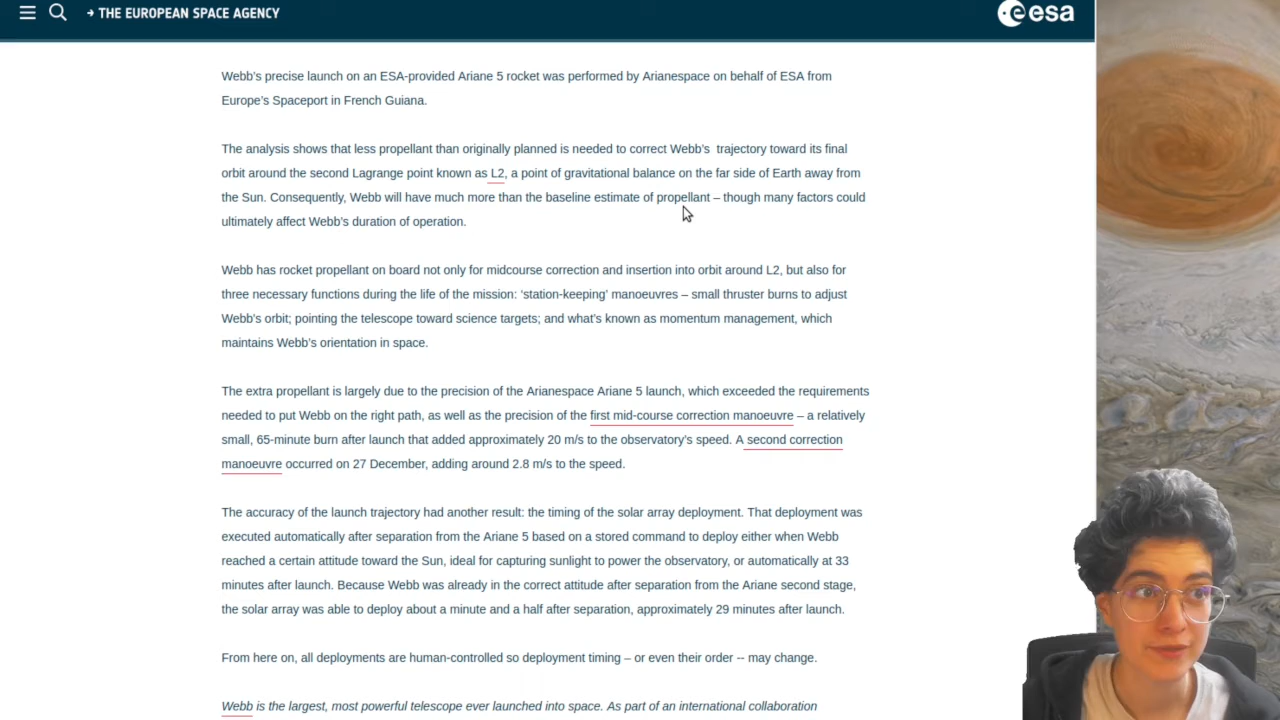 → THE EUROPEAN SPACE AGENCY
esa
Webb’s precise launch on an ESA-provided Ariane 5 rocket was performed by Arianespace on behalf of ESA from
Europe’s Spaceport in French Guiana.
The analysis shows that less propellant than originally planned is needed to correct Webb’s  trajectory toward its final
orbit around the second Lagrange point known as L2, a point of gravitational balance on the far side of Earth away from
the Sun. Consequently, Webb will have much more than the baseline estimate of propellant – though many factors could
ultimately affect Webb’s duration of operation.
Webb has rocket propellant on board not only for midcourse correction and insertion into orbit around L2, but also for
three necessary functions during the life of the mission: ‘station-keeping’ manoeuvres – small thruster burns to adjust
Webb’s orbit; pointing the telescope toward science targets; and what’s known as momentum management, which
maintains Webb’s orientation in space.
The extra propellant is largely due to the precision of the Arianespace Ariane 5 launch, which exceeded the requirements
needed to put Webb on the right path, as well as the precision of the first mid-course correction manoeuvre – a relatively
small, 65-minute burn after launch that added approximately 20 m/s to the observatory’s speed. A second correction
manoeuvre occurred on 27 December, adding around 2.8 m/s to the speed.
The accuracy of the launch trajectory had another result: the timing of the solar array deployment. That deployment was
executed automatically after separation from the Ariane 5 based on a stored command to deploy either when Webb
reached a certain attitude toward the Sun, ideal for capturing sunlight to power the observatory, or automatically at 33
minutes after launch. Because Webb was already in the correct attitude after separation from the Ariane second stage,
the solar array was able to deploy about a minute and a half after separation, approximately 29 minutes after launch.
From here on, all deployments are human-controlled so deployment timing – or even their order -- may change.
Webb is the largest, most powerful telescope ever launched into space. As part of an international collaboration